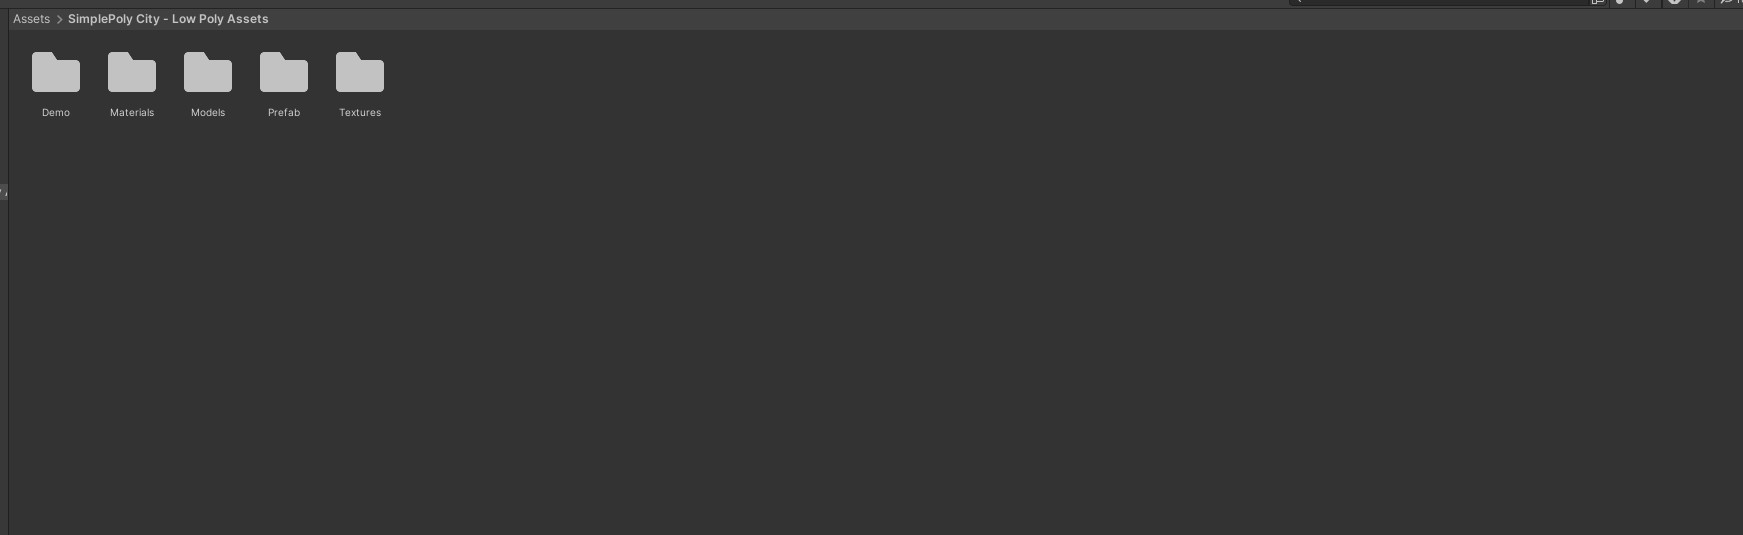 Assets > SimplePoly City - Low Poly Assets
Demo Materials Models Prefab Textures